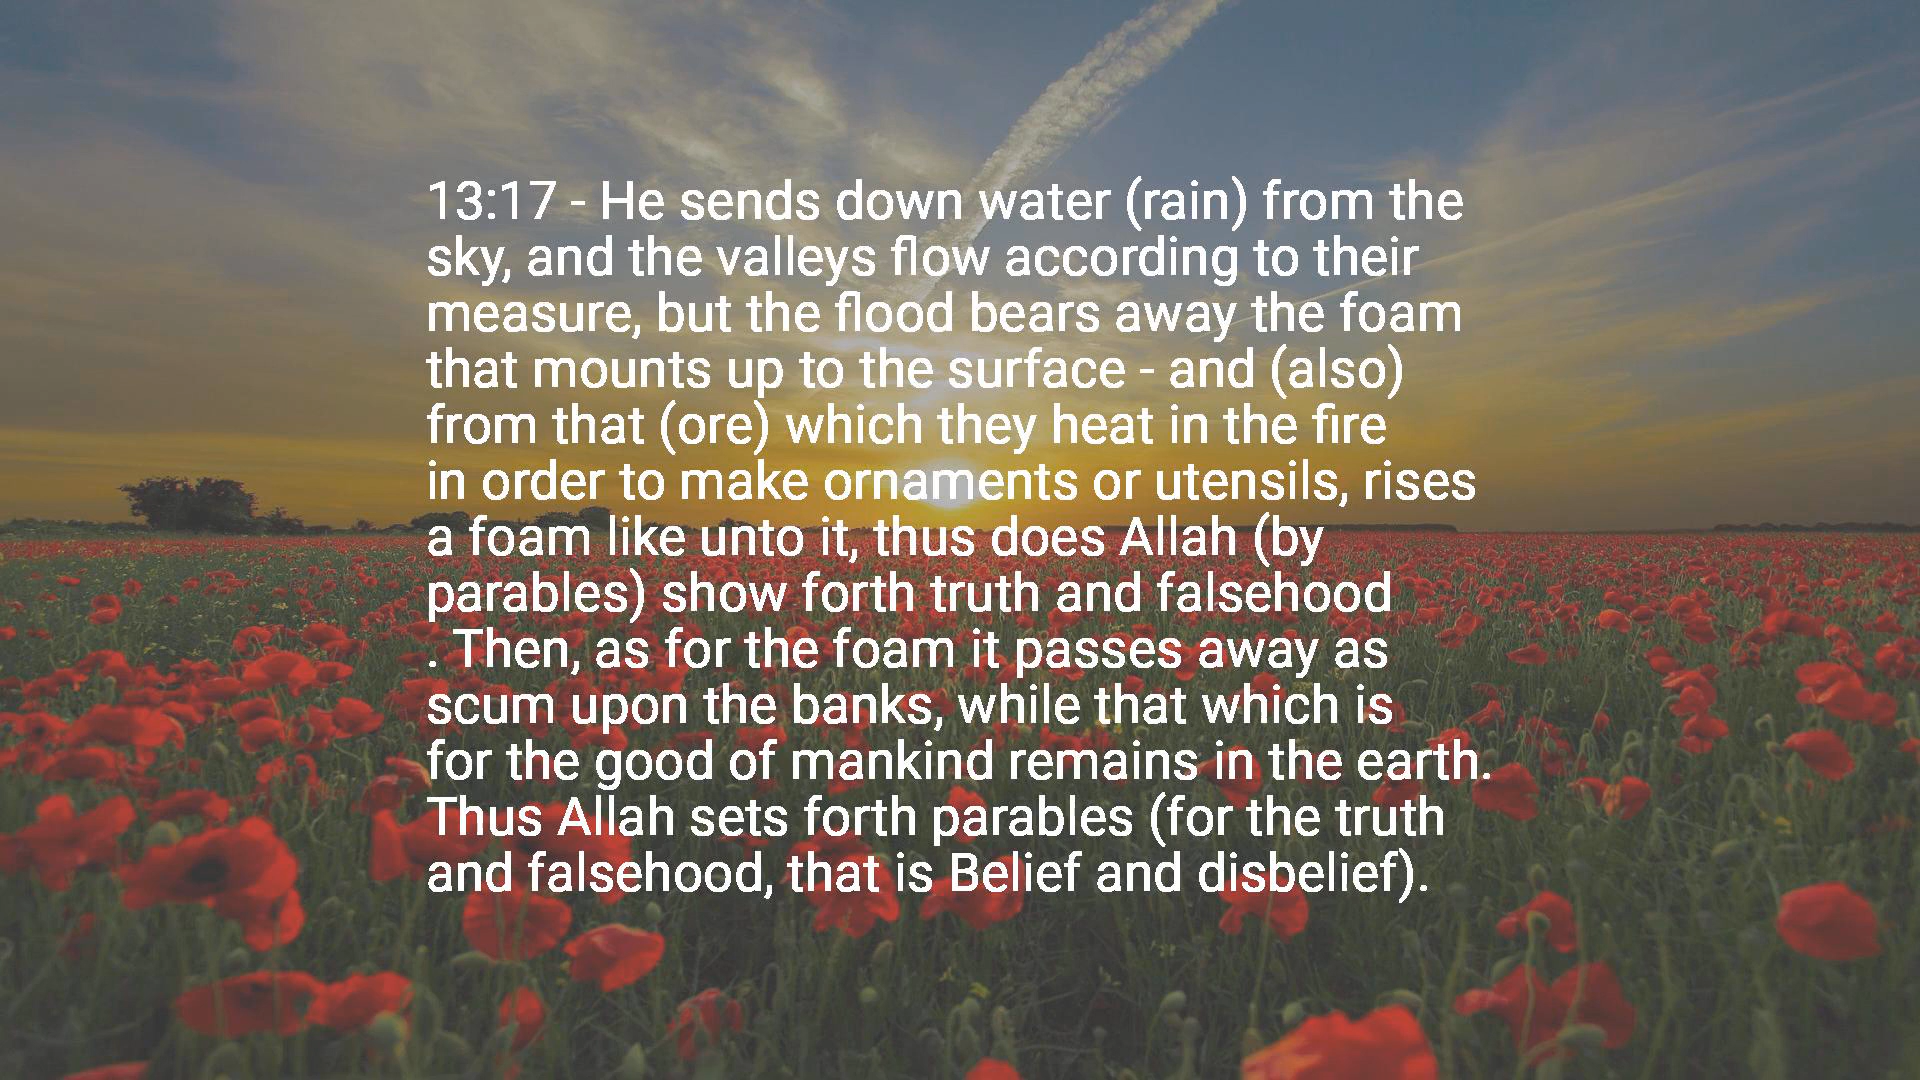 13:17 - He sends down water (rain) from the
sky, and the valleys flow according to their
measure, but the flood bears away the foam
that mounts up to the surface - and (also)
from that (ore) which they heat in the fire
in order to make ornaments or utensils, rises
a foam like unto it, thus does Allah (by
parables) show forth truth and falsehood
. Then, as for the foam it passes away as
scum upon the banks, while that which is
for the good of mankind remains in the earth.
Thus Allah sets forth parables (for the truth
and falsehood, that is Belief and disbelief).